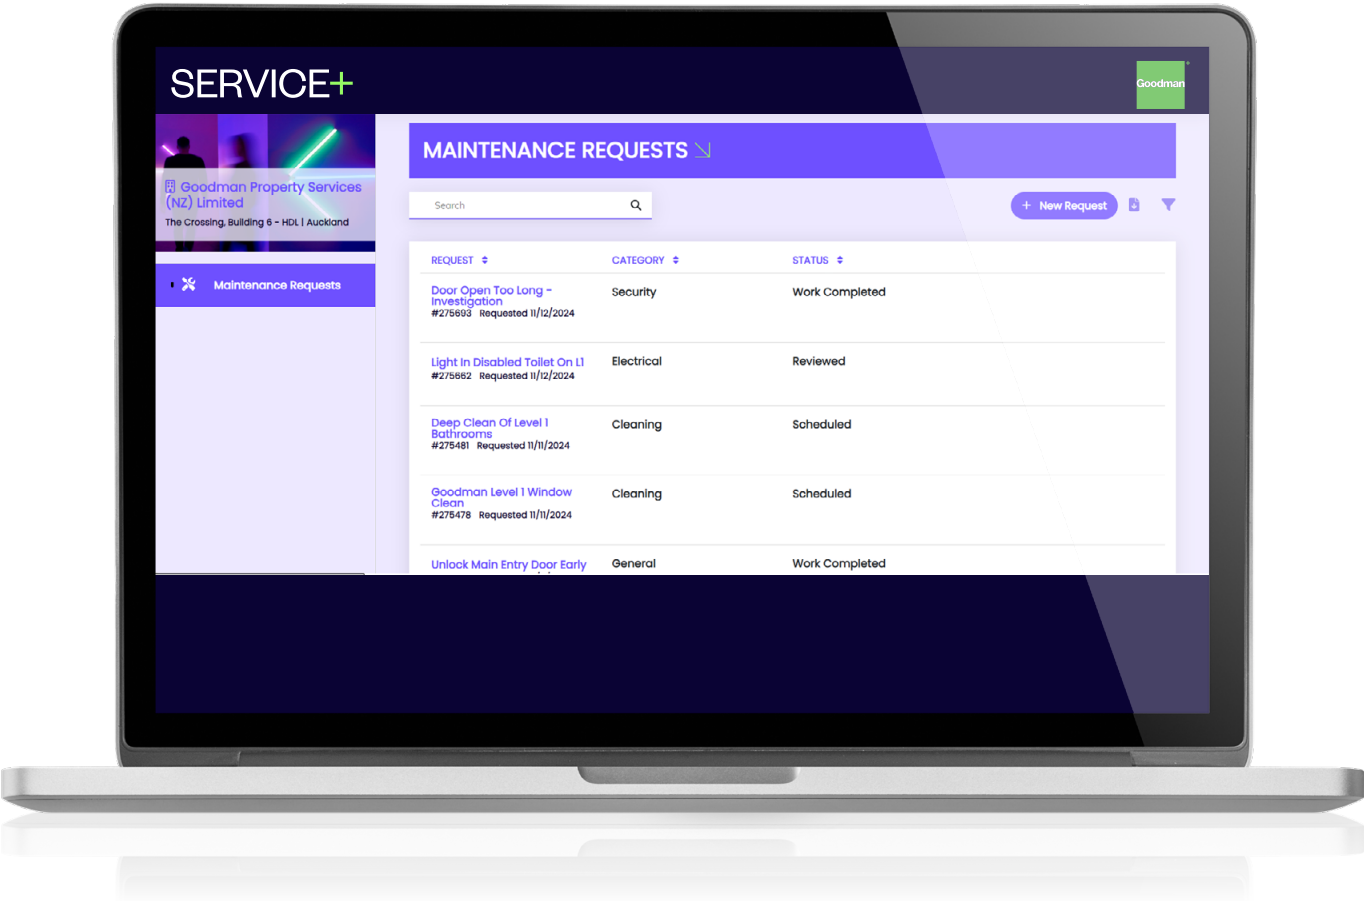 SERVICE+
Goodman
Goodman Property Services
(NZ) Limited
The Crossing, Building 6 - HDL | Auckland
Maintenance Requests
MAINTENANCE REQUESTS
Search
+ New Request
REQUEST CATEGORY STATUS
Door Open Too Long - Security Work Completed
Investigation
#275693 Requested 11/12/2024
Light In Disabled Toilet On L1 Electrical Reviewed
#275662 Requested 11/12/2024
Deep Clean Of Level 1 Cleaning Scheduled
Bathrooms
#275481 Requested 11/11/2024
Goodman Level 1 Window Cleaning Scheduled
Clean
#275478 Requested 11/11/2024
Unlock Main Entry Door Early General Work Completed